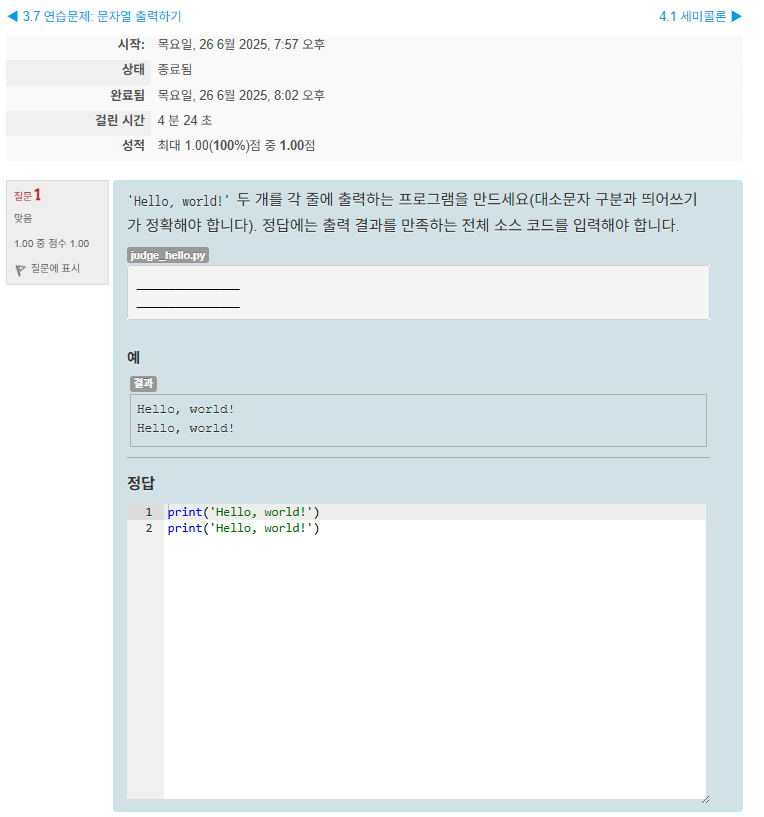 ◀ 3.7 연습문제: 문자열 출력하기
4.1 세미콜론 ▶
시작: 목요일, 26 6월 2025, 7:57 오후
상태 종료됨
완료됨 목요일, 26 6월 2025, 8:02 오후
걸린 시간 4 분 24 초
성적 최대 1.00(100%)점 중 1.00점
질문 1
맞음
1.00 중 점수 1.00
질문에 표시
'Hello, world!' 두 개를 각 줄에 출력하는 프로그램을 만드세요(대소문자 구분과 띄어쓰기
가 정확해야 합니다). 정답에는 출력 결과를 만족하는 전체 소스 코드를 입력해야 합니다.
judge_hello.py
________________
________________
예
결과
Hello, world!
Hello, world!
정답
1 print('Hello, world!')
2 print('Hello, world!')